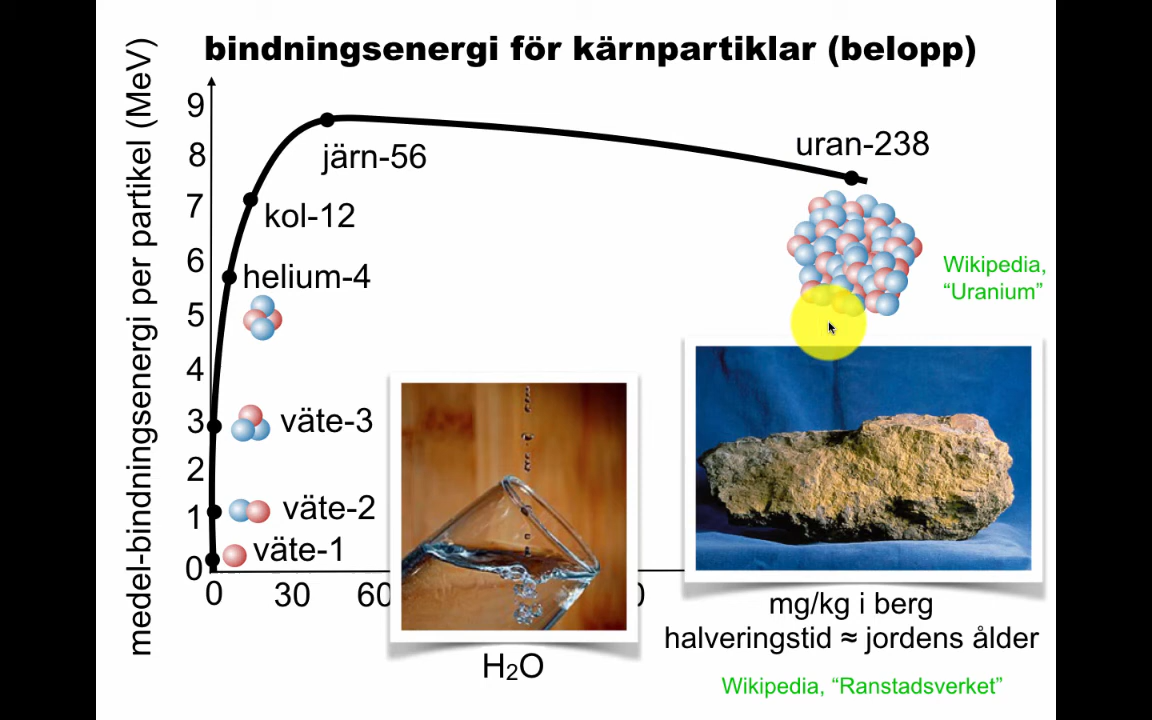 bindningsenergi för kärnpartiklar (belopp)
medel-bindningsenergi per partikel (MeV)
9
8
7
6
5
4
3
2
1
0
järn-56
uran-238
kol-12
helium-4
väte-3
väte-2
väte-1
Wikipedia,
“Uranium”
0 30 60
0
H₂O
mg/kg i berg
halveringstid ≈ jordens ålder
Wikipedia, “Ranstadsverket”